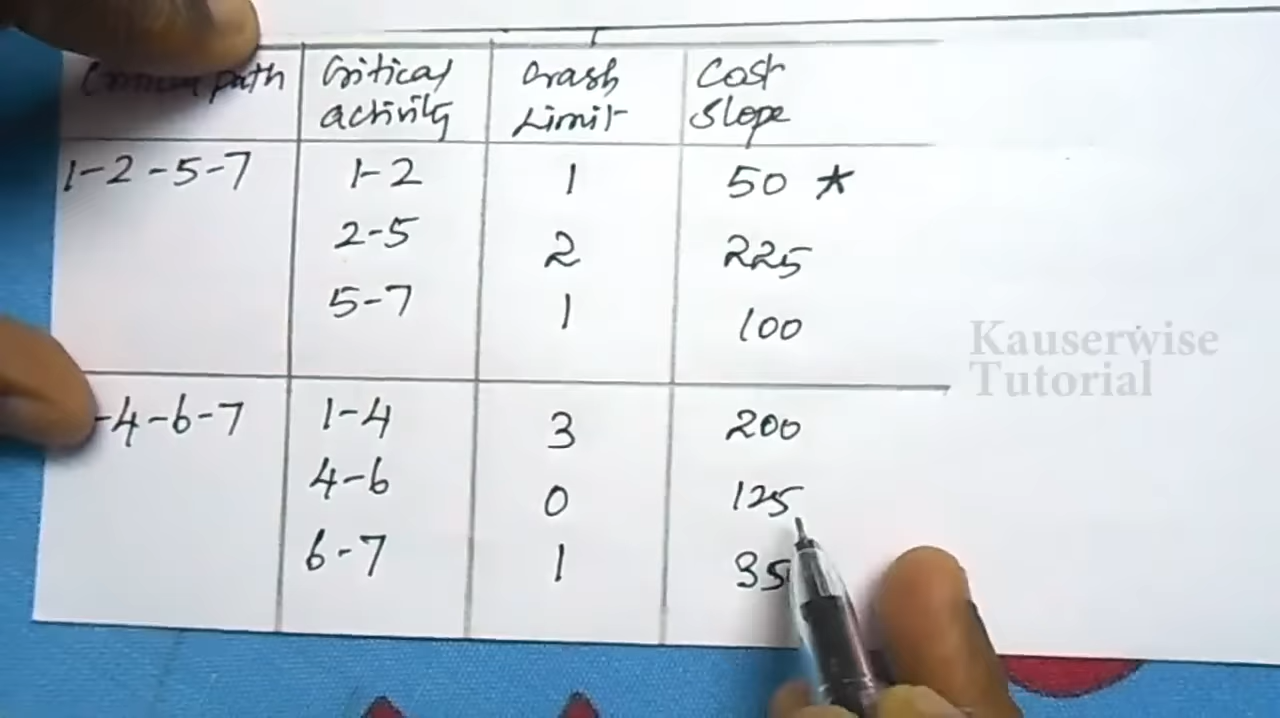 Critical path Critical activity Crash Limit Cost Slope
1-2-5-7 1-2 1 50 *
2-5 2 225
5-7 1 100
-4-6-7 1-4 3 200
4-6 0 125
6-7 1 35
Kauserwise
Tutorial